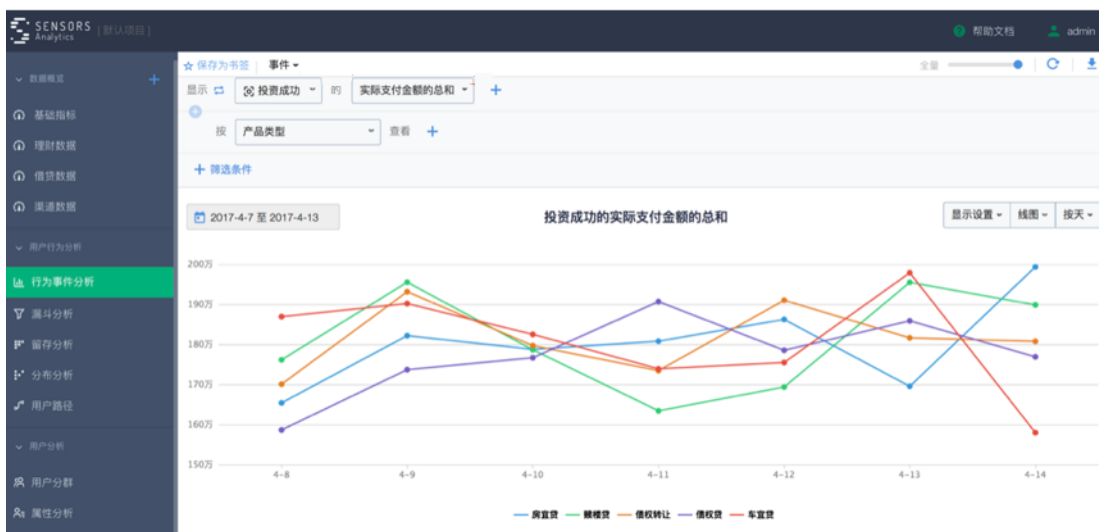 SENSORS Analytics [默认项目] 帮助文档 admin
数据概览
基础指标
理财数据
借贷数据
渠道数据
用户行为分析
行为事件分析
漏斗分析
留存分析
分布分析
用户路径
用户分析
用户分群
属性分析
保存为书签 事件 全量
显示 投资成功 的 实际支付金额的总和
按 产品类型 查看
筛选条件
2017-4-7 至 2017-4-13 投资成功的实际支付金额的总和 显示设置 线图 按天
200万
190万
180万
170万
160万
150万
4-8 4-9 4-10 4-11 4-12 4-13 4-14
房宜贷 赎楼贷 债权转让 债权贷 车宜贷